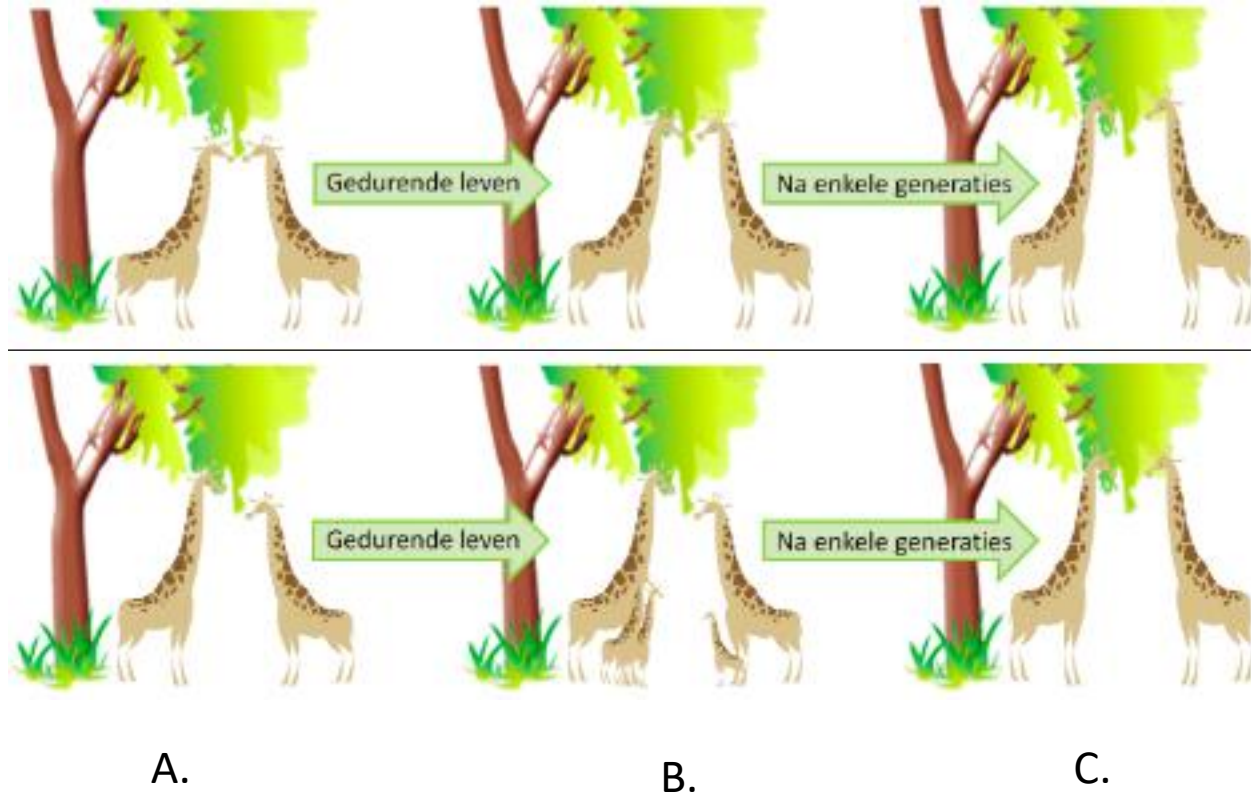 Gedurende leven
Na enkele generaties
Gedurende leven
Na enkele generaties
A.
B.
C.